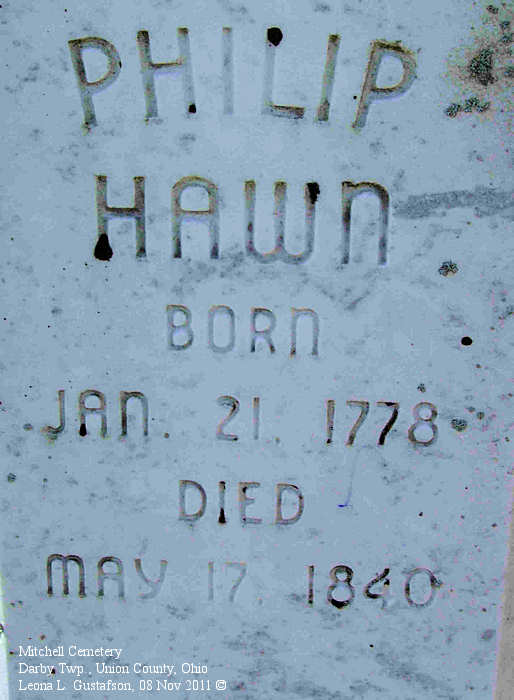 PHILIP
HAWN
BORN
JAN. 21. 1778
DIED
MAY 17. 1840
Mitchell Cemetery
Darby Twp., Union County, Ohio
Leona L. Gustafson, 08 Nov 2011 ©